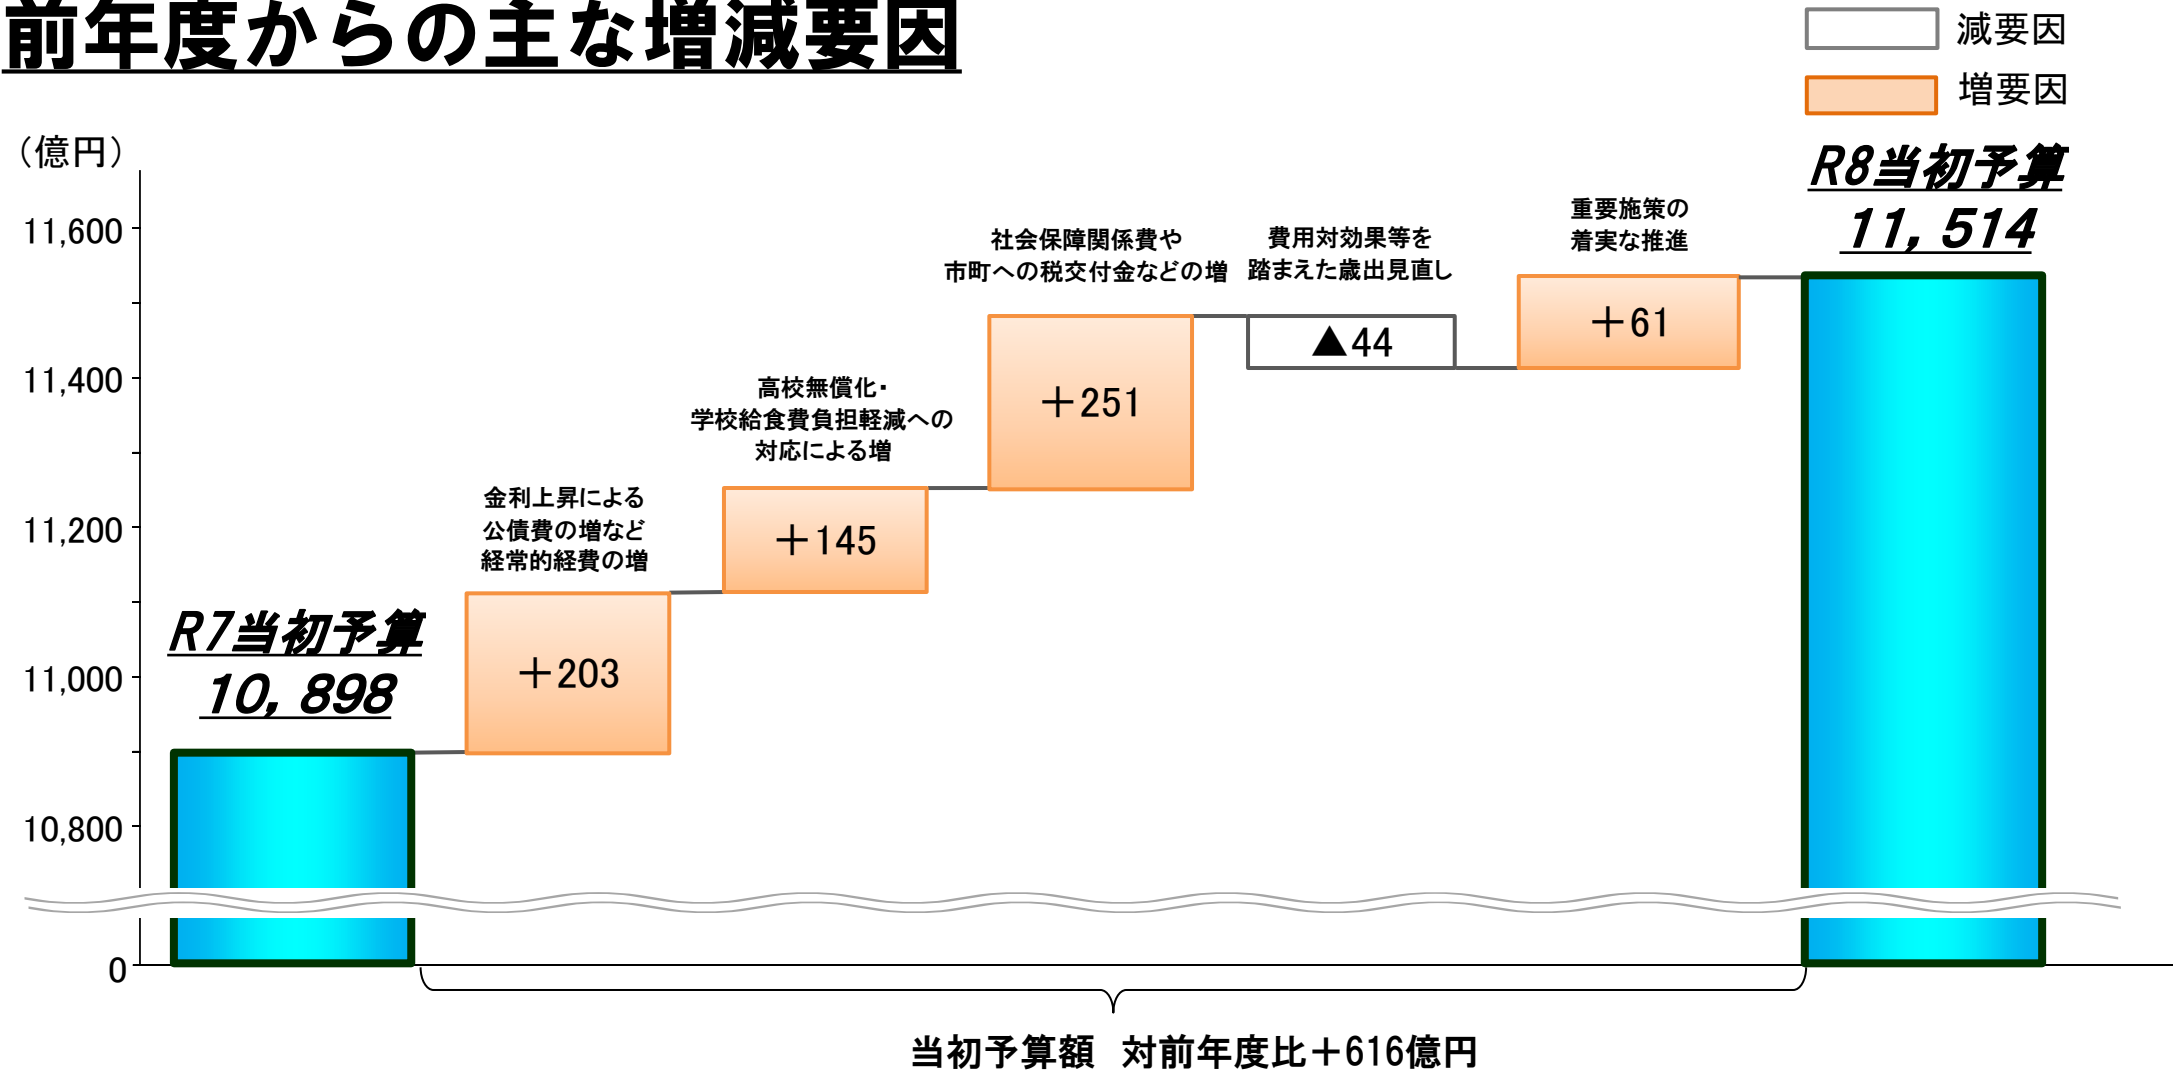 前年度からの主な増減要因
減要因
増要因
（億円）
11,600
11,400
11,200
11,000
10,800
0
R7当初予算
10,898
金利上昇による
公債費の増など
経常的経費の増
＋203
高校無償化・
学校給食費負担軽減への
対応による増
＋145
社会保障関係費や
市町への税交付金などの増
＋251
費用対効果等を
踏まえた歳出見直し
▲44
重要施策の
着実な推進
＋61
R8当初予算
11,514
当初予算額　対前年度比＋616億円